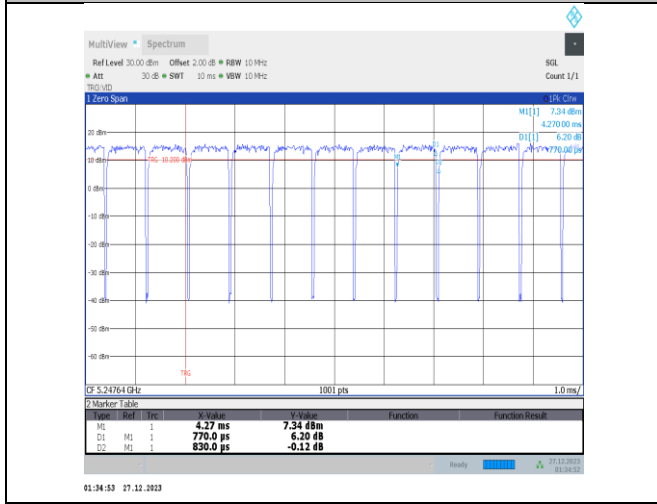 MultiView Spectrum
Ref Level 30.00 dBm Offset 2.00 dB RBW 10 MHz SGL
Att 30 dB SWT 10 ms VBW 10 MHz Count 1/1
TRG:VID
1 Zero Span 1Pk Clrw
M1[1] 7.34 dBm
4.270 00 ms
20 dBm D1[1] 6.20 dB
770.00 µs
10 dBm TRG 10.200 dBm M1 D1
0 dBm
-10 dBm
-20 dBm
-30 dBm
-40 dBm
-50 dBm
-60 dBm
TRG
CF 5.24764 GHz 1001 pts 1.0 ms/
2 Marker Table
Type Ref Trc X-Value Y-Value Function Function Result
M1 1 4.27 ms 7.34 dBm
D1 M1 1 770.0 µs 6.20 dB
D2 M1 1 830.0 µs -0.12 dB
Ready 27.12.2023
01:34:52
01:34:53 27.12.2023